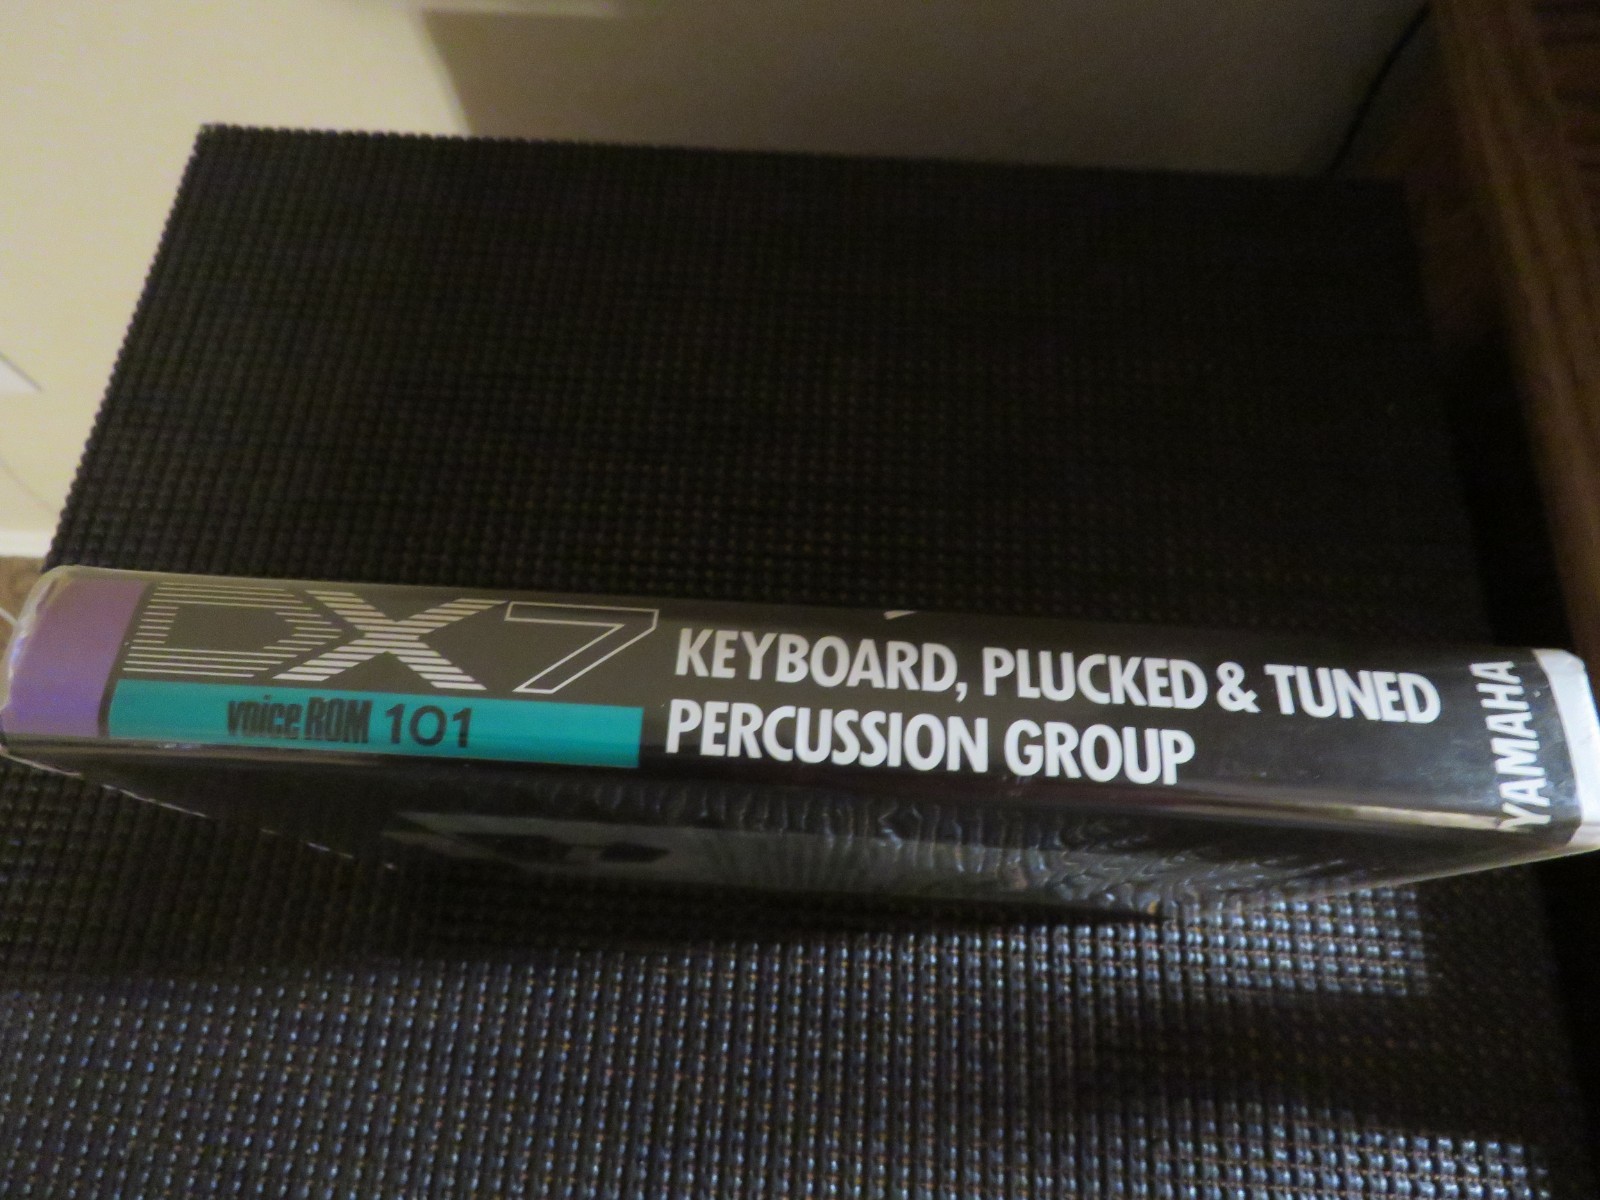 DX7
voice ROM 101
KEYBOARD, PLUCKED & TUNED
PERCUSSION GROUP
YAMAHA